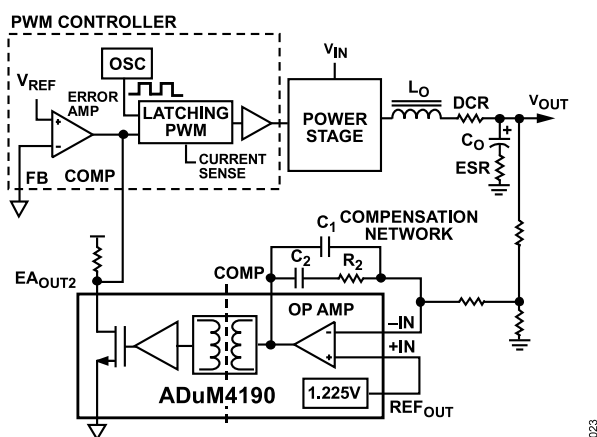 PWM CONTROLLER
OSC
VREF
ERROR
AMP
LATCHING
PWM
CURRENT
SENSE
FB
COMP
VIN
POWER
STAGE
LO
DCR
VOUT
+
CO
ESR
COMPENSATION
NETWORK
C1
C2
R2
COMP
EAOUT2
OP AMP
–IN
+IN
ADuM4190
1.225V
REFOUT
023